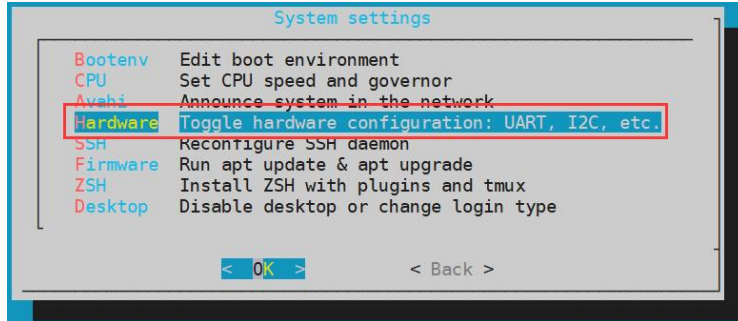 System settings
Bootenv Edit boot environment
CPU Set CPU speed and governor
Avahi Announce system in the network
Hardware Toggle hardware configuration: UART, I2C, etc.
SSH Reconfigure SSH daemon
Firmware Run apt update & apt upgrade
ZSH Install ZSH with plugins and tmux
Desktop Disable desktop or change login type
< OK > < Back >